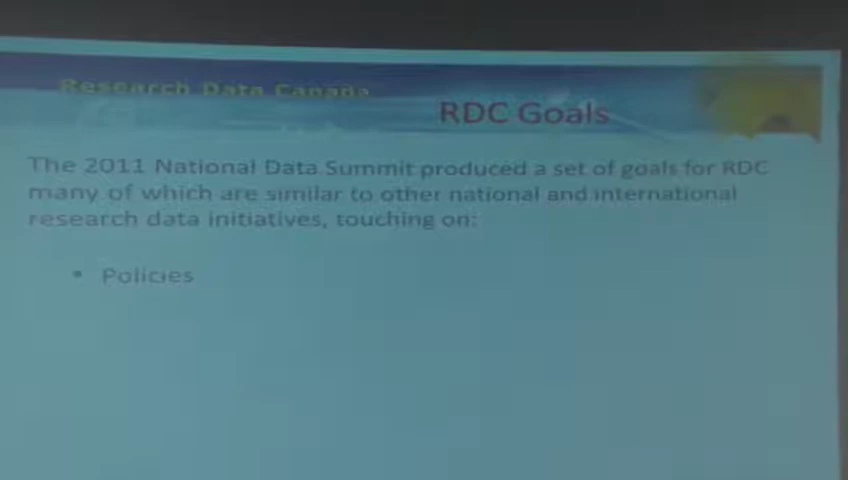 Research Data Canada
RDC Goals
The 2011 National Data Summit produced a set of goals for RDC
many of which are similar to other national and international
research data initiatives, touching on:
• Policies